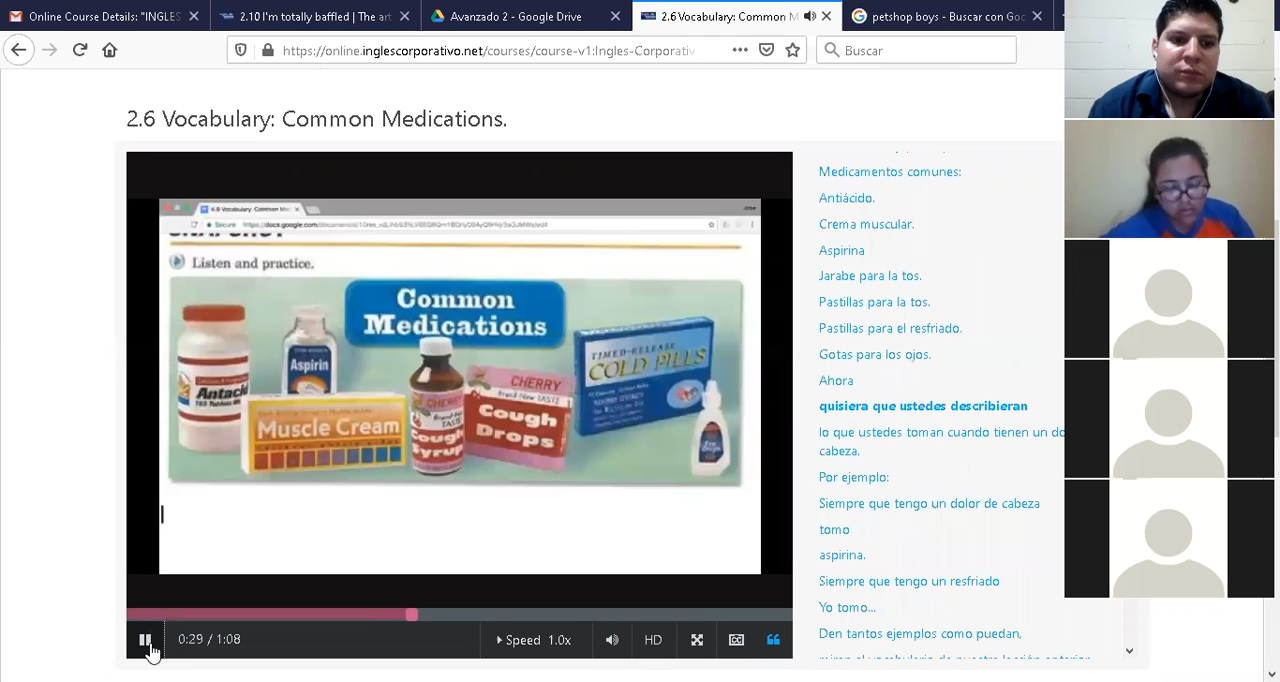 Online Course Details: "INGLES
2.10 I'm totally baffled | The art
Avanzado 2 - Google Drive
2.6 Vocabulary: Common M
petshop boys - Buscar con Goo
https://online.inglescorporativo.net/courses/course-v1:Ingles-Corporativ
Buscar
2.6 Vocabulary: Common Medications.
Secure
Listen and practice.
Common
Medications
Antacid
Aspirin
Muscle Cream
CHERRY
Cough
Syrup
CHERRY
Brand New TASTE
Cough
Drops
TIMED-RELEASE
COLD PILLS
0:29 / 1:08
Speed 1.0x
HD
Medicamentos comunes:
Antiácido.
Crema muscular.
Aspirina
Jarabe para la tos.
Pastillas para la tos.
Pastillas para el resfriado.
Gotas para los ojos.
Ahora
quisiera que ustedes describieran
lo que ustedes toman cuando tienen un do
cabeza.
Por ejemplo:
Siempre que tengo un dolor de cabeza
tomo
aspirina.
Siempre que tengo un resfriado
Yo tomo...
Den tantos ejemplos como puedan,